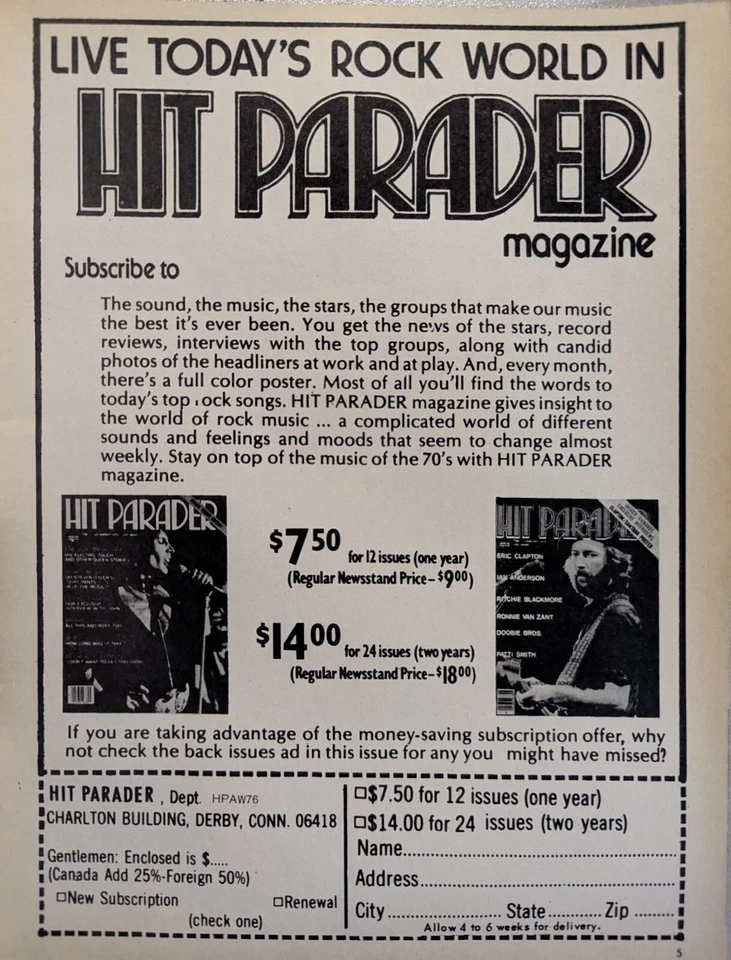 LIVE TODAY'S ROCK WORLD IN
HIT PARADER
magazine
Subscribe to
The sound, the music, the stars, the groups that make our music
the best it's ever been. You get the news of the stars, record
reviews, interviews with the top groups, along with candid
photos of the headliners at work and at play. And, every month,
there's a full color poster. Most of all you'll find the words to
today's top rock songs. HIT PARADER magazine gives insight to
the world of rock music ... a complicated world of different
sounds and feelings and moods that seem to change almost
weekly. Stay on top of the music of the 70's with HIT PARADER
magazine.
HIT PARADER
$7.50 for 12 issues (one year)
(Regular Newsstand Price-$9.00)
$14.00 for 24 issues (two years)
(Regular Newsstand Price-$18.00)
HIT PARADER
ERIC CLAPTON
IAN ANDERSON
RITCHIE BLACKMORE
RONNIE VAN ZANT
DOOBIE BROS.
PATTI SMITH
If you are taking advantage of the money-saving subscription offer, why
not check the back issues ad in this issue for any you might have missed?
HIT PARADER, Dept. HPAW76
CHARLTON BUILDING, DERBY, CONN. 06418
Gentlemen: Enclosed is $.....
(Canada Add 25%-Foreign 50%)
□New Subscription □Renewal
(check one)
□$7.50 for 12 issues (one year)
□$14.00 for 24 issues (two years)
Name..........
Address..........
City.......... State.......... Zip ..........
Allow 4 to 6 weeks for delivery.
5